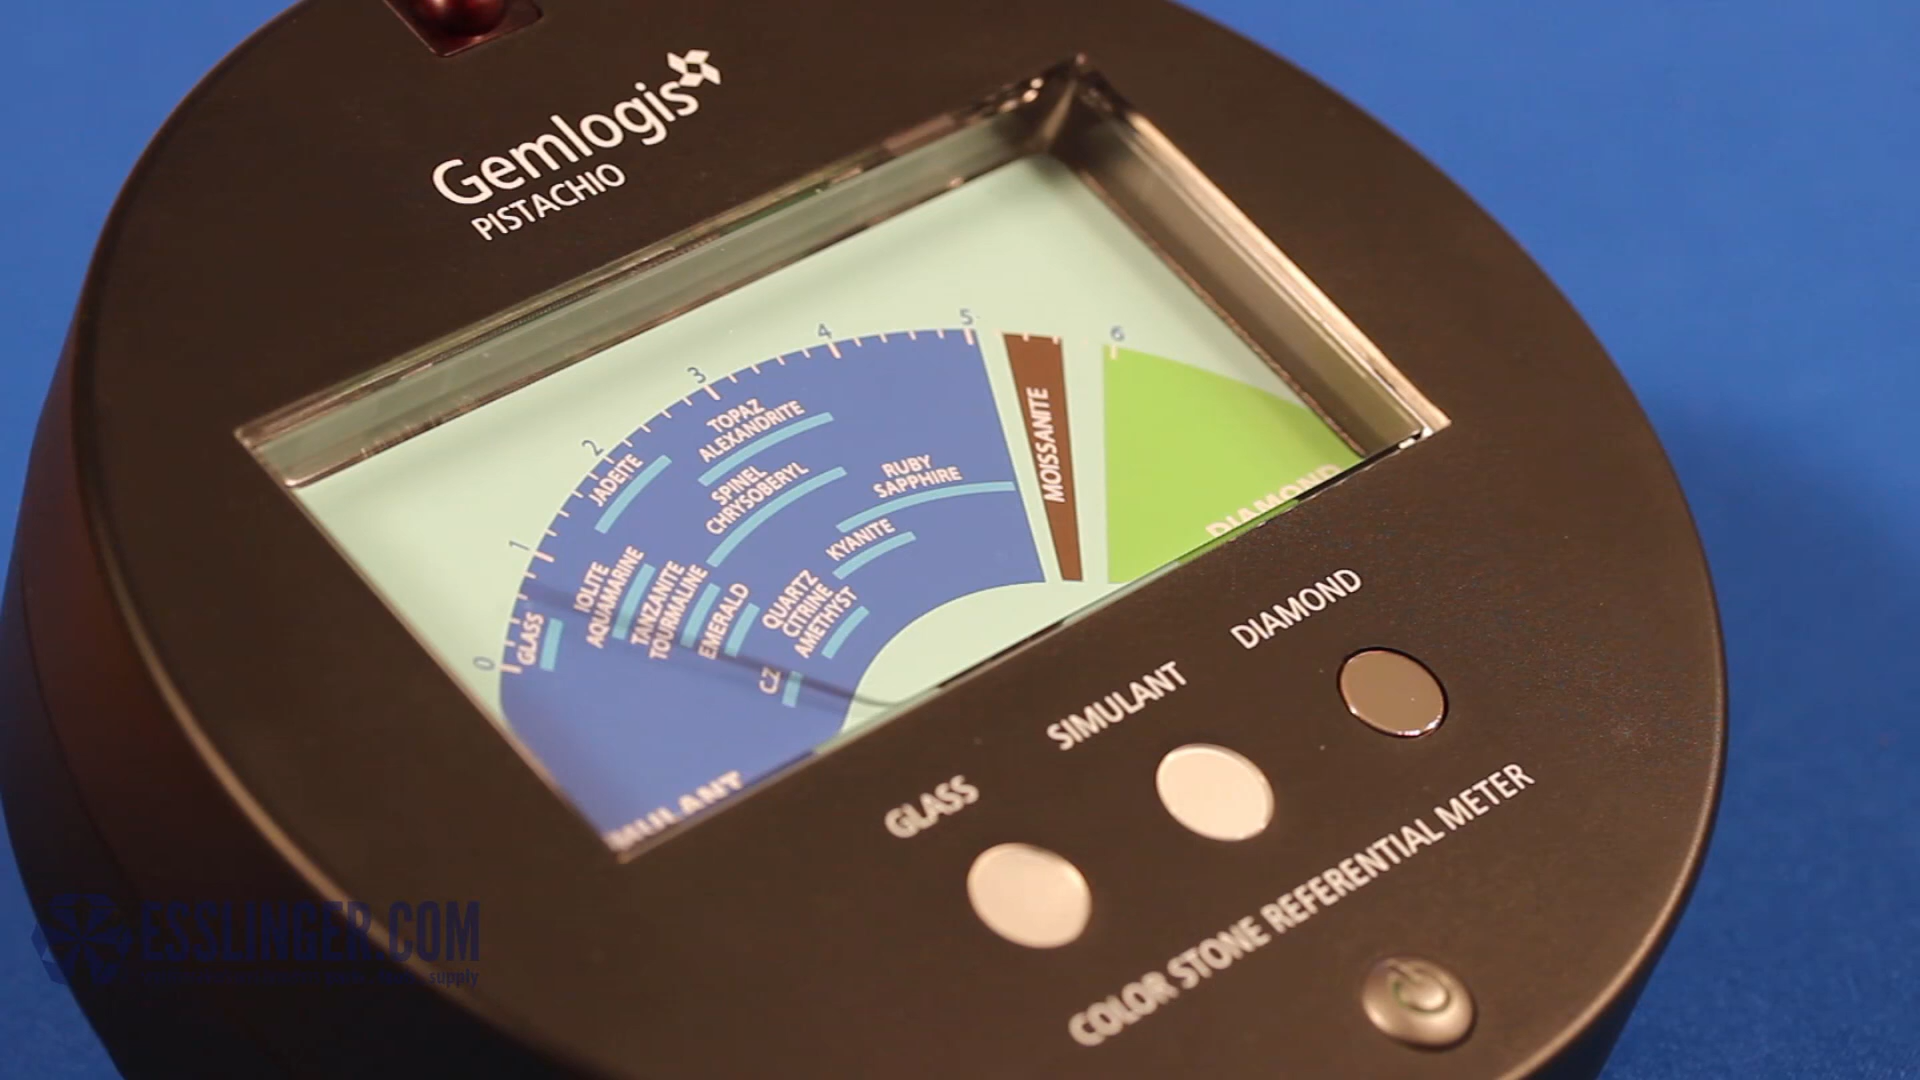 Gemlogis
PISTACHIO
0
1
2
3
4
5
6
GLASS
IOLITE
AQUAMARINE
JADEITE
TANZANITE
TOURMALINE
EMERALD
TOPAZ
ALEXANDRITE
SPINEL
CHRYSOBERYL
QUARTZ
CITRINE
AMETHYST
CZ
KYANITE
RUBY
SAPPHIRE
MOISSANITE
DIAMOND
GLASS
SIMULANT
DIAMOND
COLOR STONE REFERENTIAL METER
ESSLINGER.COM
supply